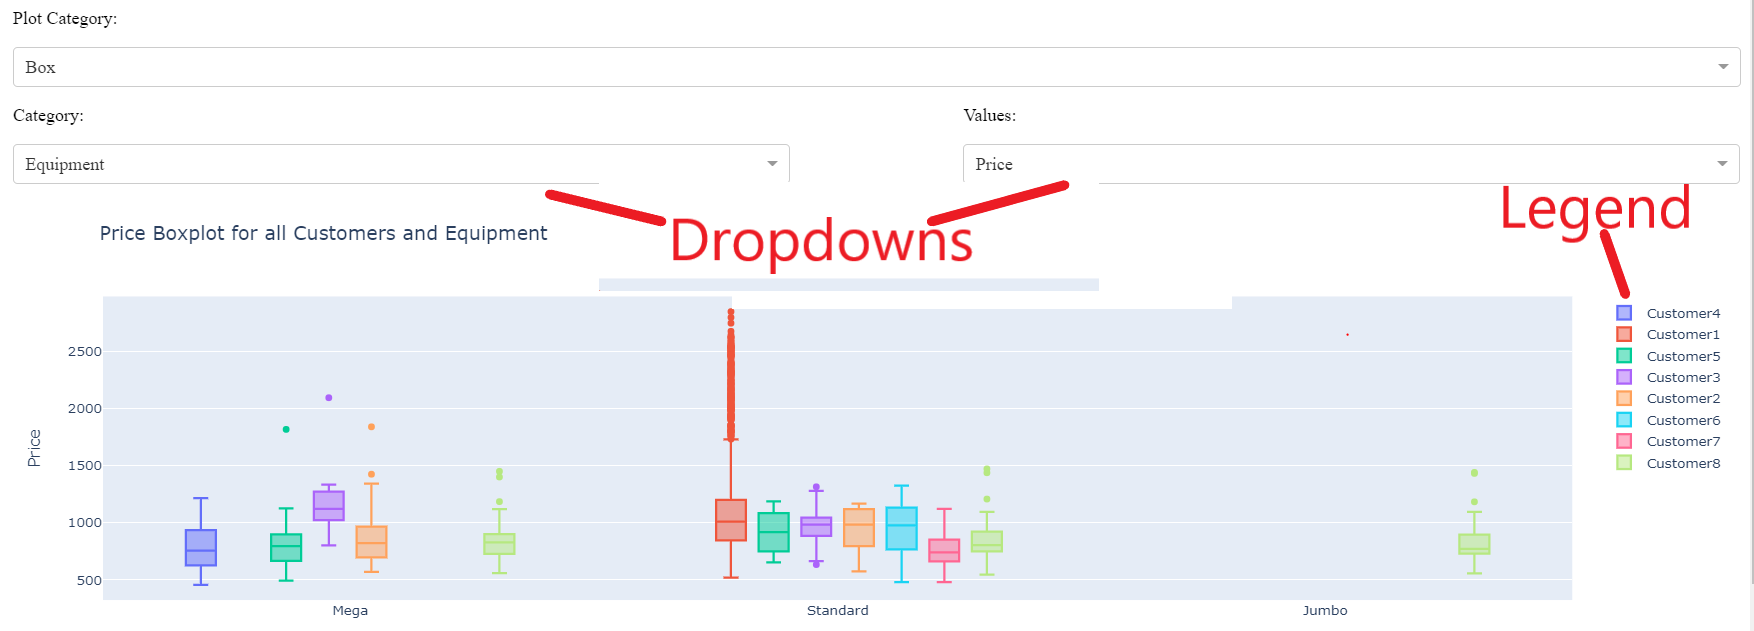 Plot Category:
Box
Category:
Values:
Equipment
Price
Dropdowns
Legend
Price Boxplot for all Customers and Equipment
Customer4
Customer1
Customer5
Customer3
Customer2
Customer6
Customer7
Customer8
Price
2500
2000
1500
1000
500
Mega
Standard
Jumbo